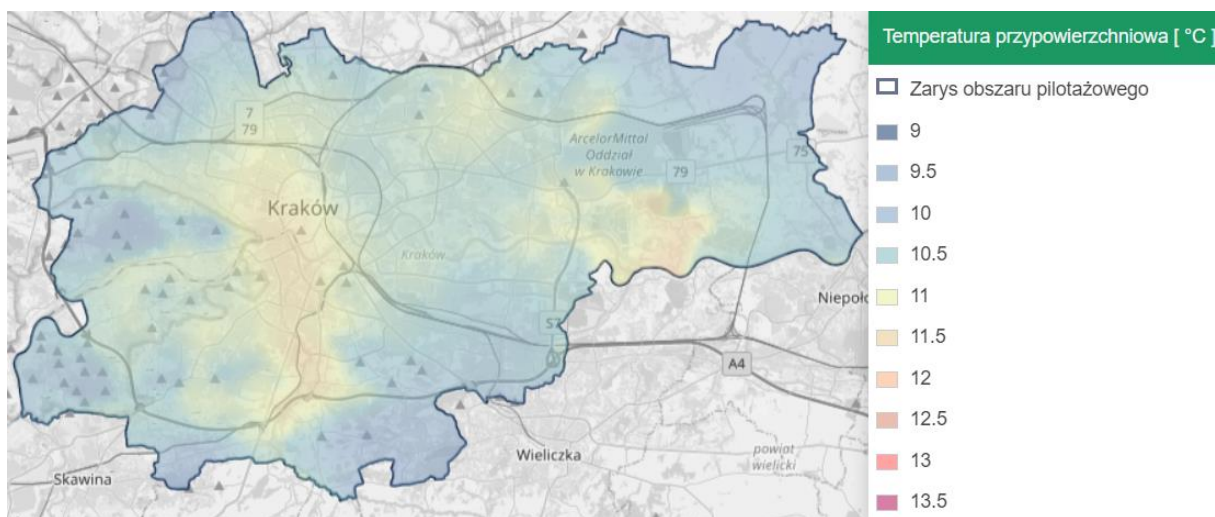 7
79
Kraków
Kraków
ArcelorMittal
Oddział
w Krakowie
79
75
S7
A4
Niepoło
Wieliczka
Skawina
powiat
wielicki
Temperatura przypowierzchniowa [ °C ]
Zarys obszaru pilotażowego
9
9.5
10
10.5
11
11.5
12
12.5
13
13.5